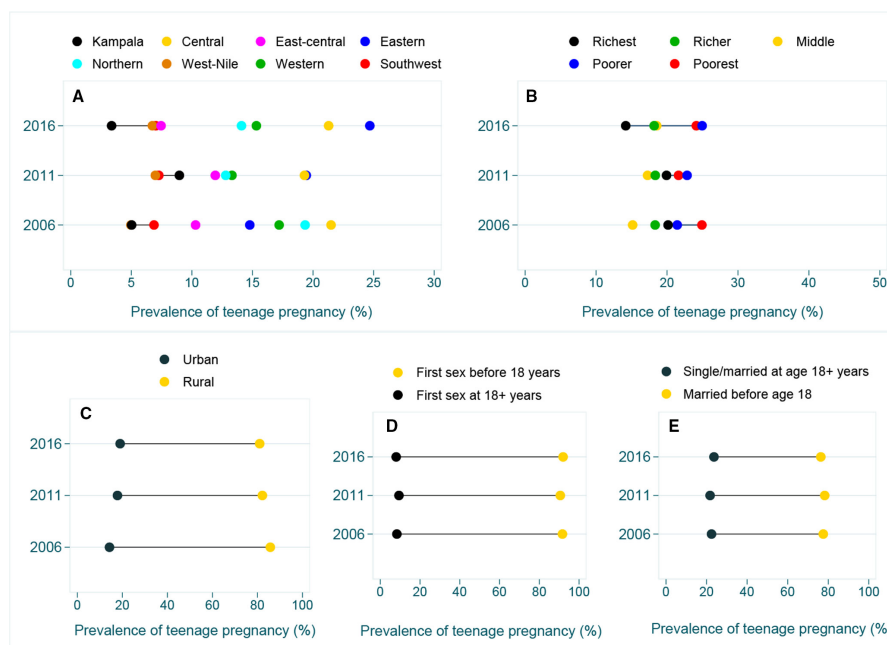 Kampala Central East-central Eastern
Northern West-Nile Western Southwest
A
2016
2011
2006
0 5 10 15 20 25 30
Prevalence of teenage pregnancy (%)
Richest Richer Middle
Poorer Poorest
B
2016
2011
2006
0 10 20 30 40 50
Prevalence of teenage pregnancy (%)
Urban
Rural
C
2016
2011
2006
0 20 40 60 80 100
Prevalence of teenage pregnancy (%)
First sex before 18 years
First sex at 18+ years
D
2016
2011
2006
0 20 40 60 80 100
Prevalence of teenage pregnancy (%)
Single/married at age 18+ years
Married before age 18
E
2016
2011
2006
0 20 40 60 80 100
Prevalence of teenage pregnancy (%